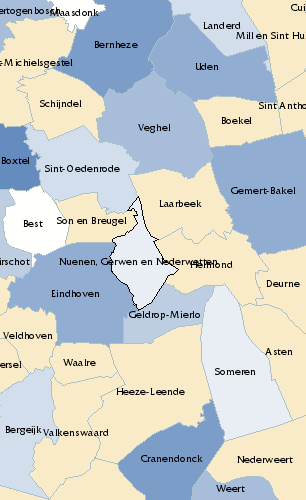 ertogenbosch
Maasdonk
Cui
Landerd
Bernheze
Mill en Sint Hu
-Michielsgestel
Uden
Schijndel
Sint Antho
Boekel
Veghel
Boxtel
Sint-Oedenrode
Gemert-Bakel
Laarbeek
Son en Breugel
Best
irschot
Nuenen, Gerwen en Nederwetten
Helmond
Deurne
Eindhoven
Geldrop-Mierlo
Veldhoven
Asten
ersel
Waalre
Someren
Heeze-Leende
Bergeijk
Valkenswaard
Cranendonck
Nederweert
Weert